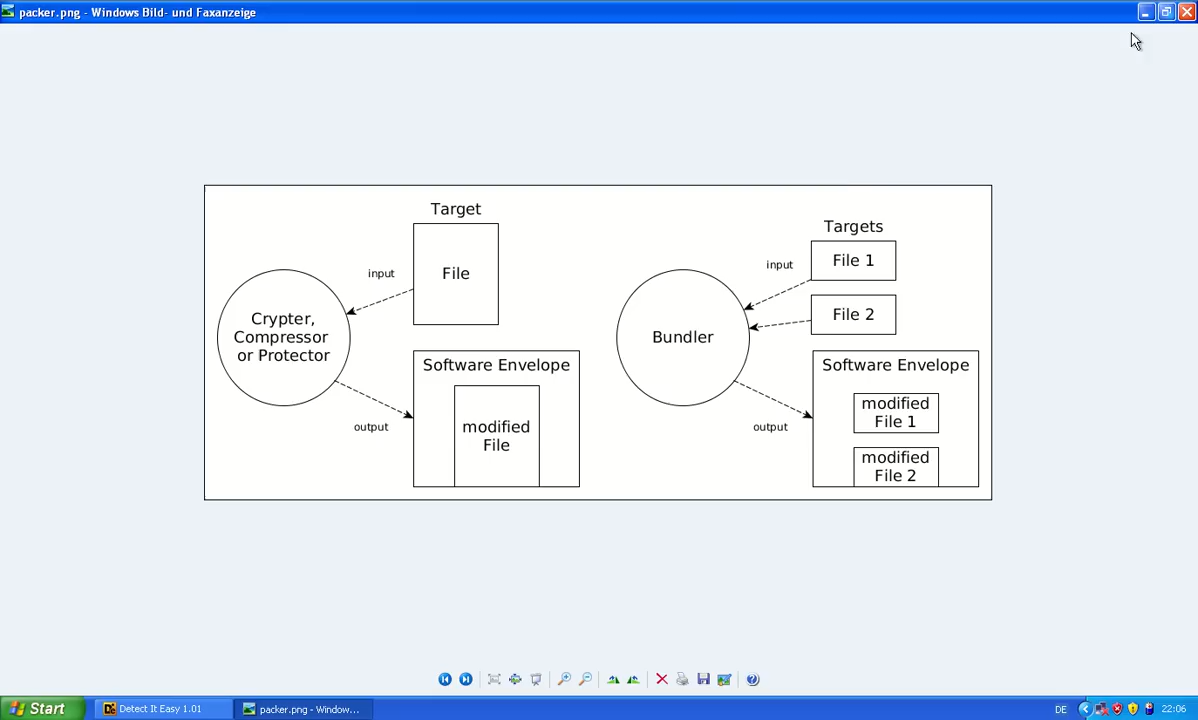 packer.png - Windows Bild- und Faxanzeige
Target
File
input
Crypter,
Compressor
or Protector
output
Software Envelope
modified
File
Targets
File 1
File 2
input
Bundler
output
Software Envelope
modified
File 1
modified
File 2
Start
Detect It Easy 1.01
packer.png - Window...
DE
22:06